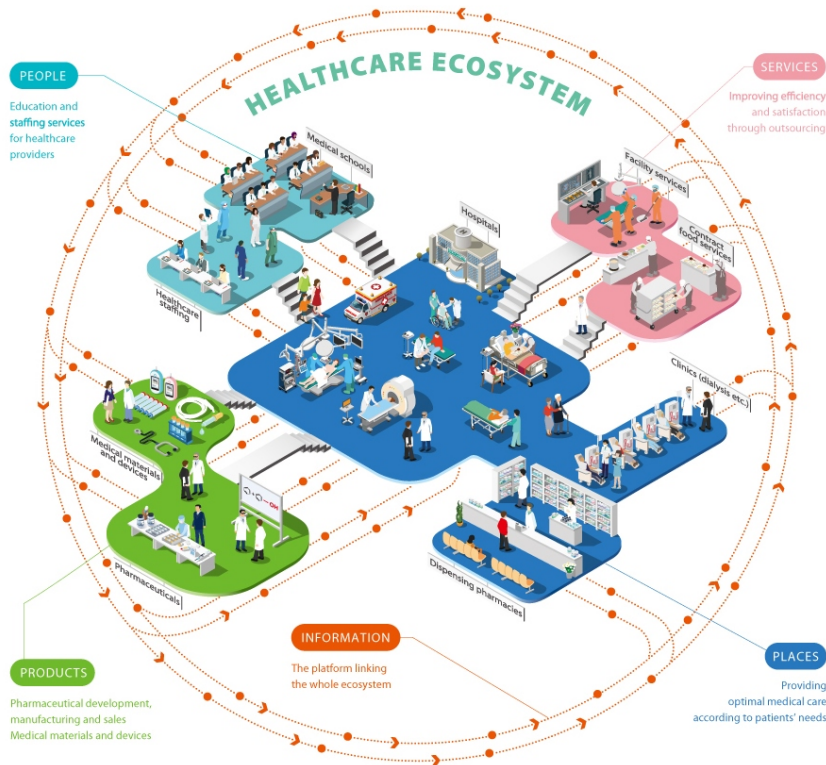 HEALTHCARE ECOSYSTEM
PEOPLE
Education and
staffing services
for healthcare
providers
SERVICES
Improving efficiency
and satisfaction
through outsourcing
Medical schools
Healthcare
staffing
Hospitals
Facility services
Contract
food services
Clinics (dialysis etc.)
Medical materials
and devices
Pharmaceuticals
Dispensing pharmacies
INFORMATION
The platform linking
the whole ecosystem
PRODUCTS
Pharmaceutical development,
manufacturing and sales
Medical materials and devices
PLACES
Providing
optimal medical care
according to patients' needs